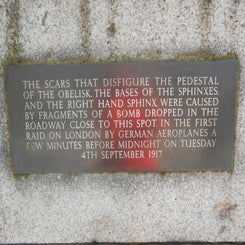 THE SCARS THAT DISFIGURE THE PEDESTAL
OF THE OBELISK, THE BASES OF THE SPHINXES,
AND THE RIGHT HAND SPHINX, WERE CAUSED
BY FRAGMENTS OF A BOMB DROPPED IN THE
ROADWAY CLOSE TO THIS SPOT, IN THE FIRST
RAID ON LONDON BY GERMAN AEROPLANES A
FEW MINUTES BEFORE MIDNIGHT ON TUESDAY
4TH SEPTEMBER 1917